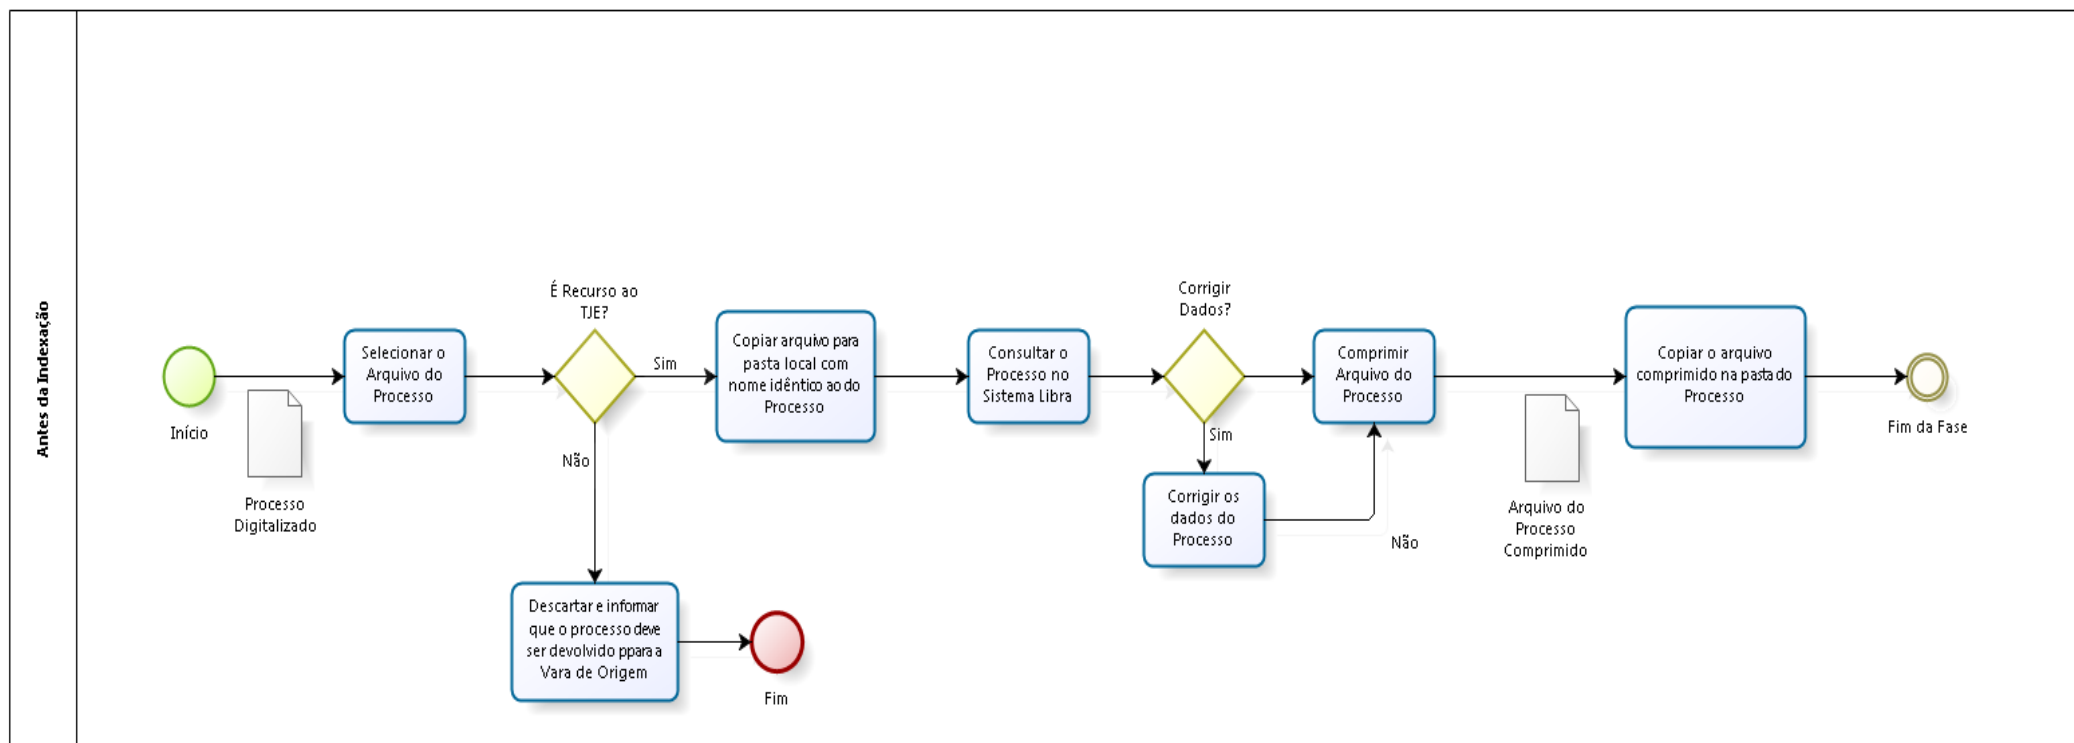 Antes da Indexação
Início
Processo
Digitalizado
Selecionar o
Arquivo do
Processo
É Recurso ao
TJE?
Sim
Não
Descartar e informar
que o processo deve
ser devolvido ppara a
Vara de Origem
Fim
Copiar arquivo para
pasta local com
nome idêntico ao do
Processo
Consultar o
Processo no
Sistema Libra
Corrigir
Dados?
Sim
Corrigir os
dados do
Processo
Não
Comprimir
Arquivo do
Processo
Arquivo do
Processo
Comprimido
Copiar o arquivo
comprimido na pasta do
Processo
Fim da Fase